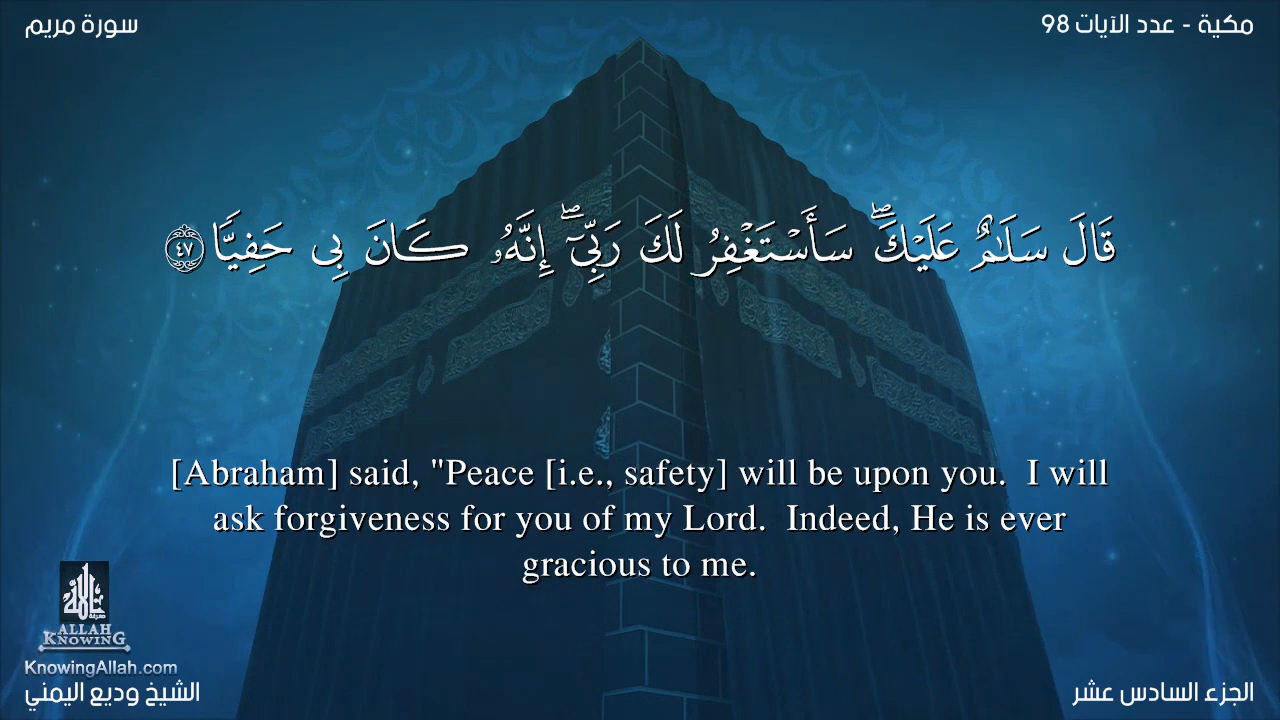 سورة مريم
مكية - عدد الآيات 98
قَالَ سَلَٰمٌ عَلَيْكَ ۖ سَأَسْتَغْفِرُ لَكَ رَبِّىٓ ۖ إِنَّهُۥ كَانَ بِى حَفِيًّا ٤٧
[Abraham] said, "Peace [i.e., safety] will be upon you.  I will
ask forgiveness for you of my Lord.  Indeed, He is ever
gracious to me.
معرفة الله
KNOWING ALLAH
KnowingAllah.com
الشيخ وديع اليمني
الجزء السادس عشر